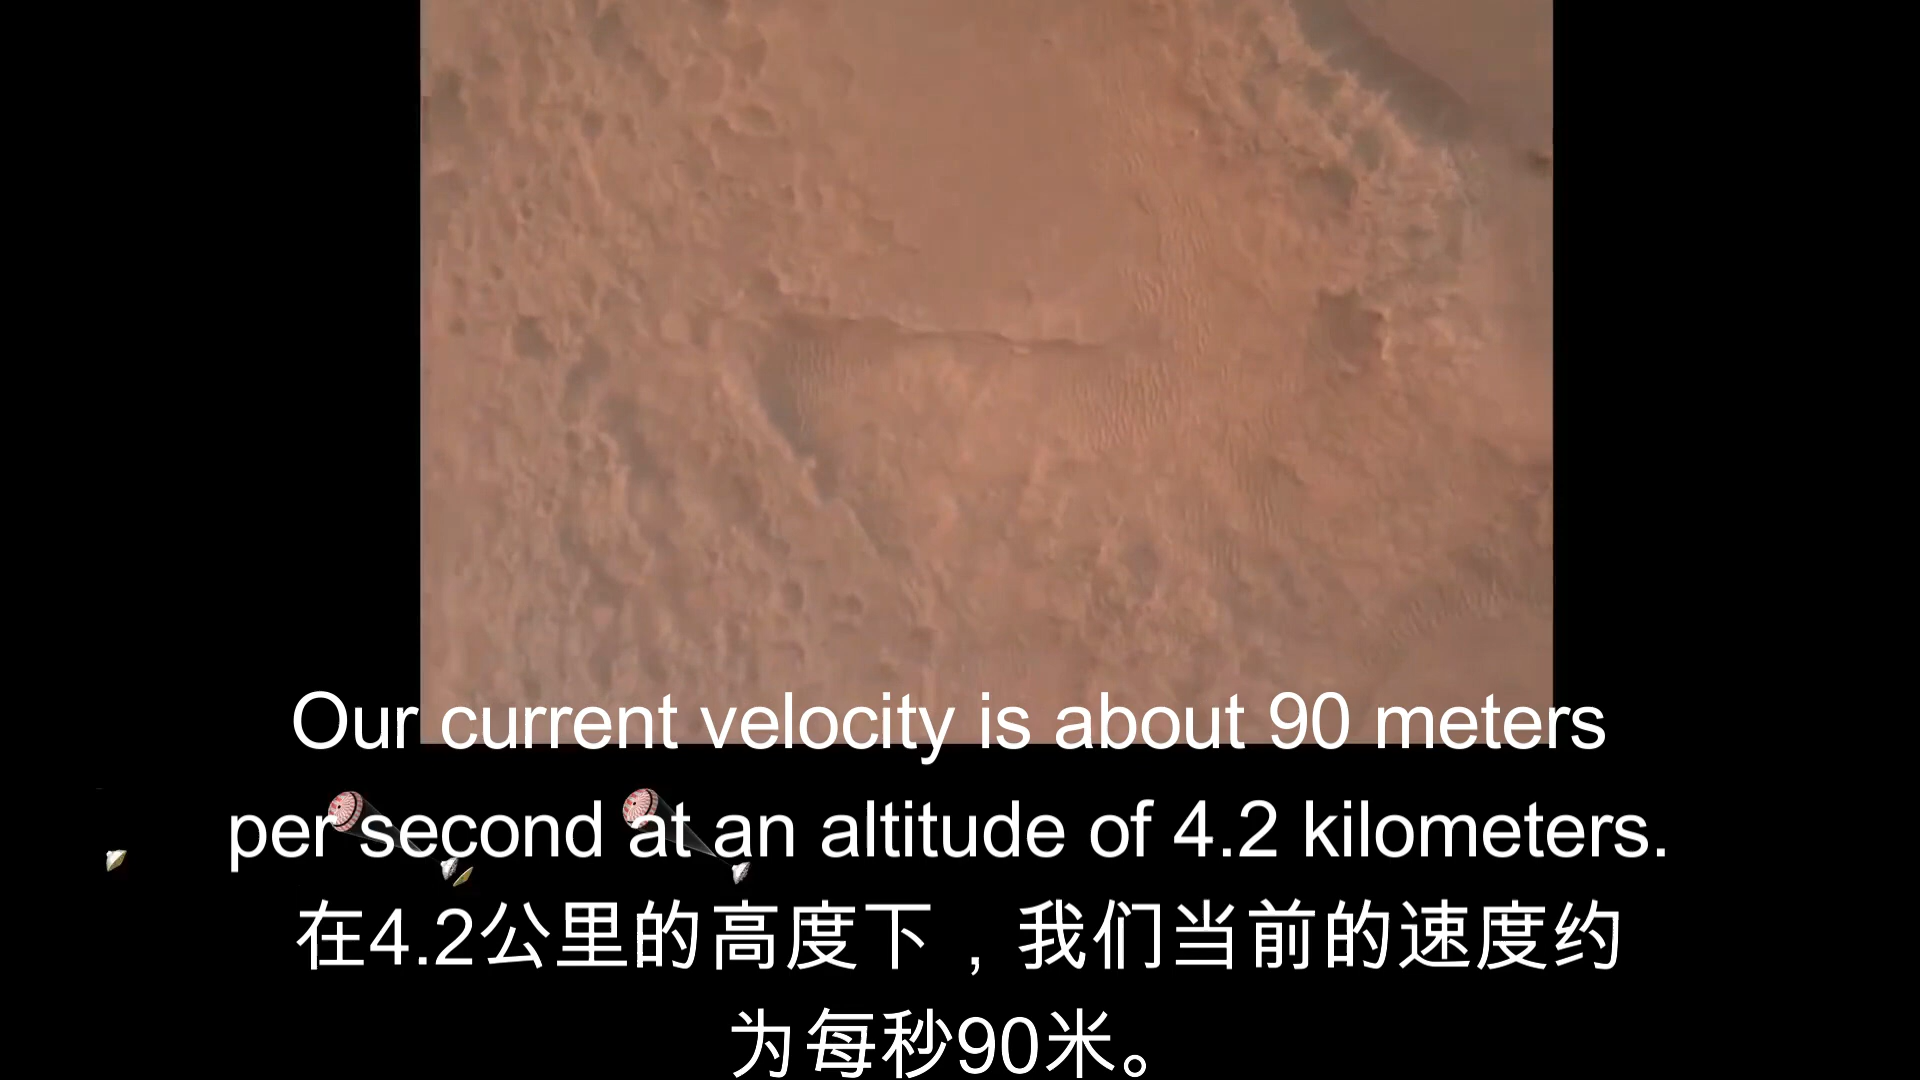 Our current velocity is about 90 meters
per second at an altitude of 4.2 kilometers.
在4.2公里的高度下，我们当前的速度约
为每秒90米。